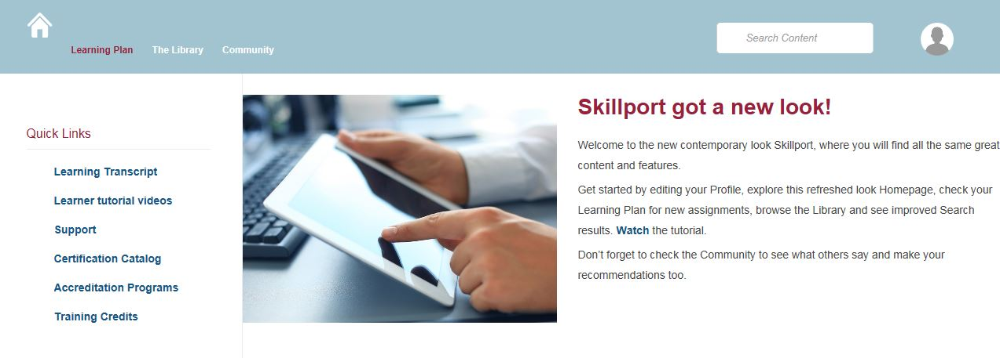 Learning Plan The Library Community
Search Content
Quick Links
Learning Transcript
Learner tutorial videos
Support
Certification Catalog
Accreditation Programs
Training Credits
Skillport got a new look!
Welcome to the new contemporary look Skillport, where you will find all the same great
content and features.
Get started by editing your Profile, explore this refreshed look Homepage, check your
Learning Plan for new assignments, browse the Library and see improved Search
results. Watch the tutorial.
Don’t forget to check the Community to see what others say and make your
recommendations too.